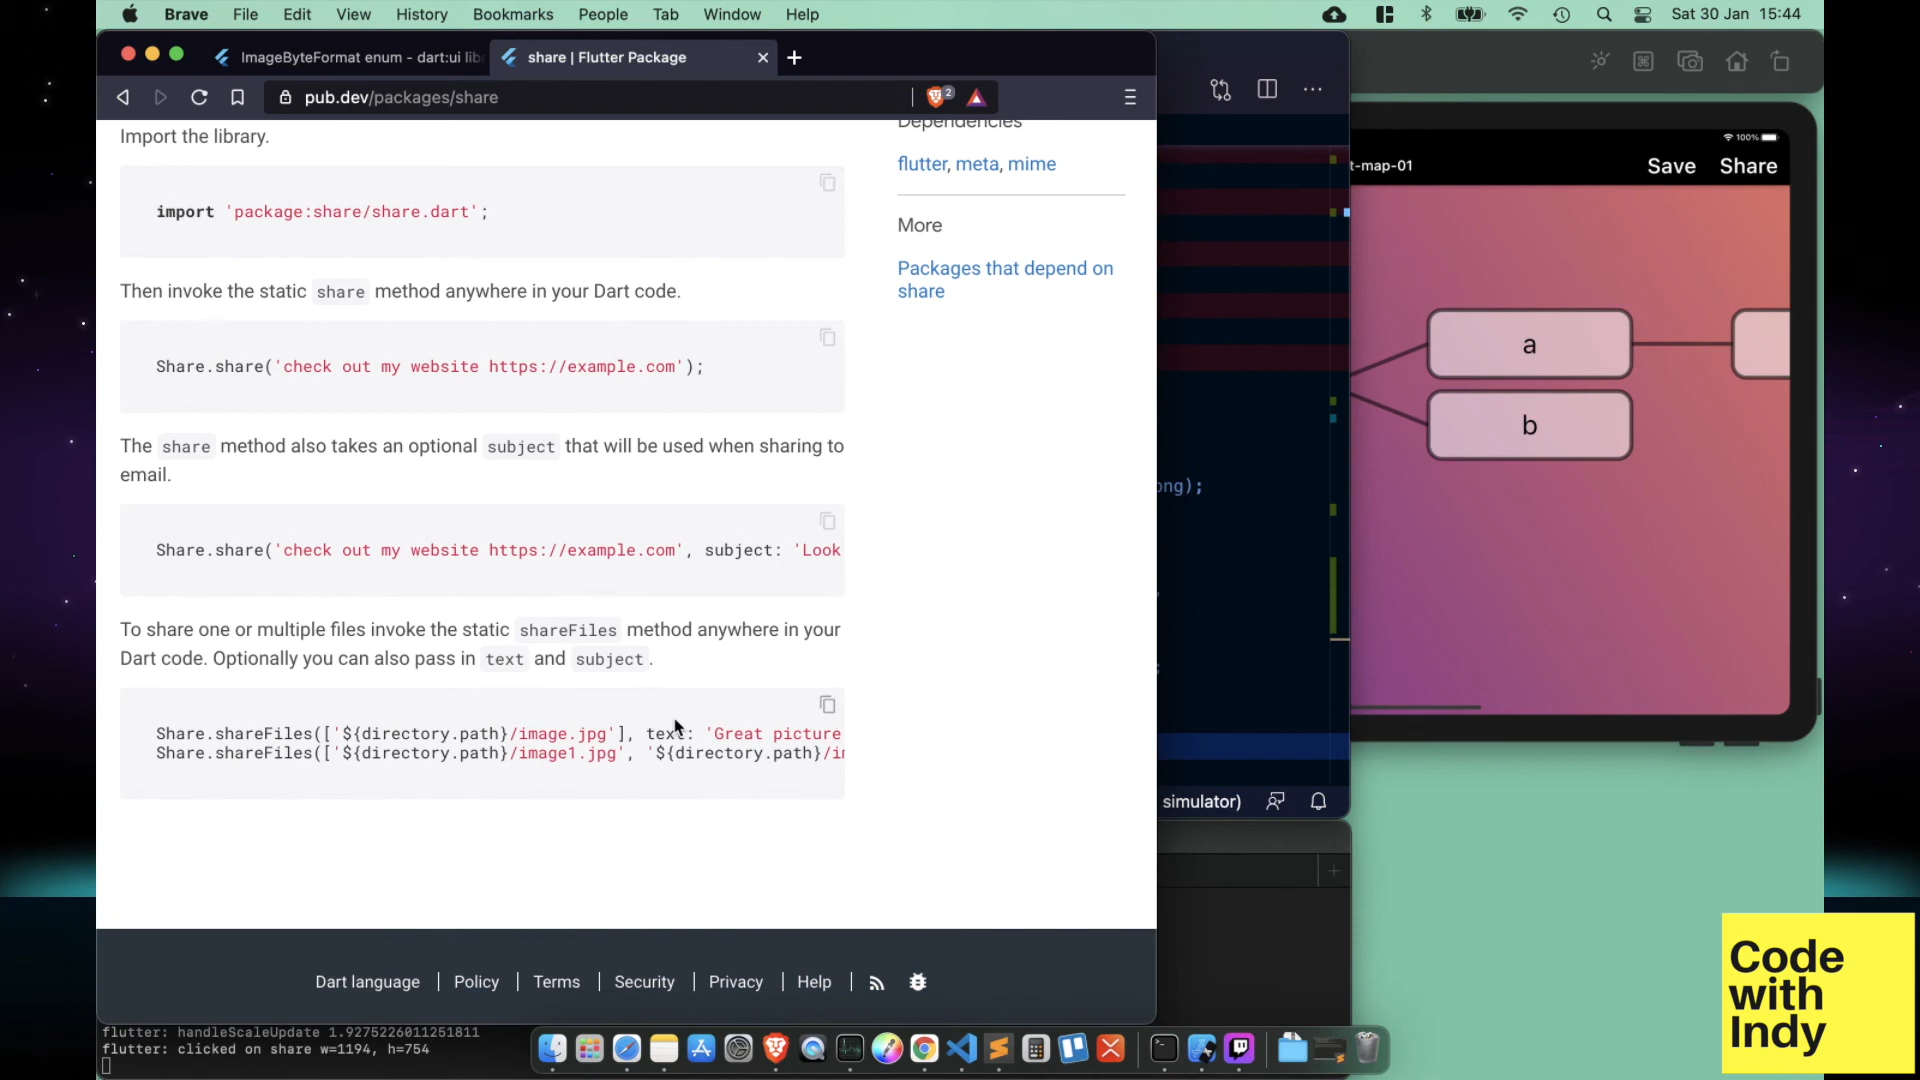 Brave File Edit View History Bookmarks People Tab Window Help Sat 30 Jan 15:44
ImageByteFormat enum - dart:ui lib
share | Flutter Package
pub.dev/packages/share
2
Import the library.
import 'package:share/share.dart';
Then invoke the static share method anywhere in your Dart code.
Share.share('check out my website https://example.com');
The share method also takes an optional subject that will be used when sharing to
email.
Share.share('check out my website https://example.com', subject: 'Look
To share one or multiple files invoke the static shareFiles method anywhere in your
Dart code. Optionally you can also pass in text and subject.
Share.shareFiles(['${directory.path}/image.jpg'], text: 'Great picture
Share.shareFiles(['${directory.path}/image1.jpg', '${directory.path}/im
Dependencies
flutter, meta, mime
More
Packages that depend on
share
Dart language Policy Terms Security Privacy Help
ong);
simulator)
100%
t-map-01 Save Share
a
b
flutter: handleScaleUpdate 1.9275226011251811
flutter: clicked on share w=1194, h=754
Code
with
Indy